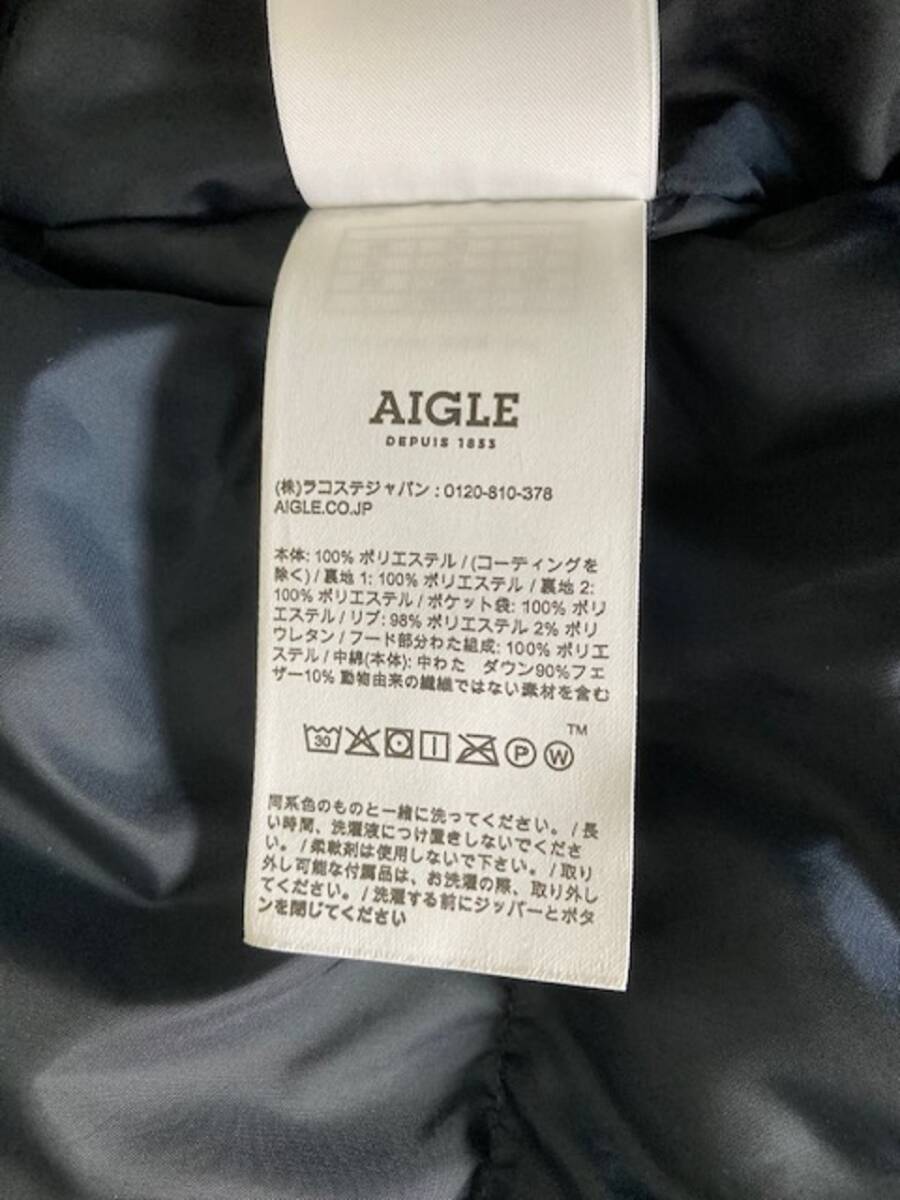 AIGLE
DEPUIS 1853
(株)ラコステジャパン : 0120-810-378
AIGLE.CO.JP
本体: 100% ポリエステル / (コーティングを
除く) / 裏地 1: 100% ポリエステル / 裏地 2:
100% ポリエステル / ポケット袋: 100% ポリ
エステル / リブ: 98% ポリエステル 2% ポリ
ウレタン / フード部分わた組成: 100% ポリエ
ステル / 中綿(本体): 中わた ダウン90%フェ
ザー10% 動物由来の繊維ではない素材を含む
30 P W ™
同系色のものと一緒に洗ってください。 / 長
い時間、洗濯液につけ置きしないでくださ
い。 / 柔軟剤は使用しないで下さい。 / 取り
外し可能な付属品は、お洗濯の際、取り外し
てください。 / 洗濯する前にジッパーとボタ
ンを閉じてください